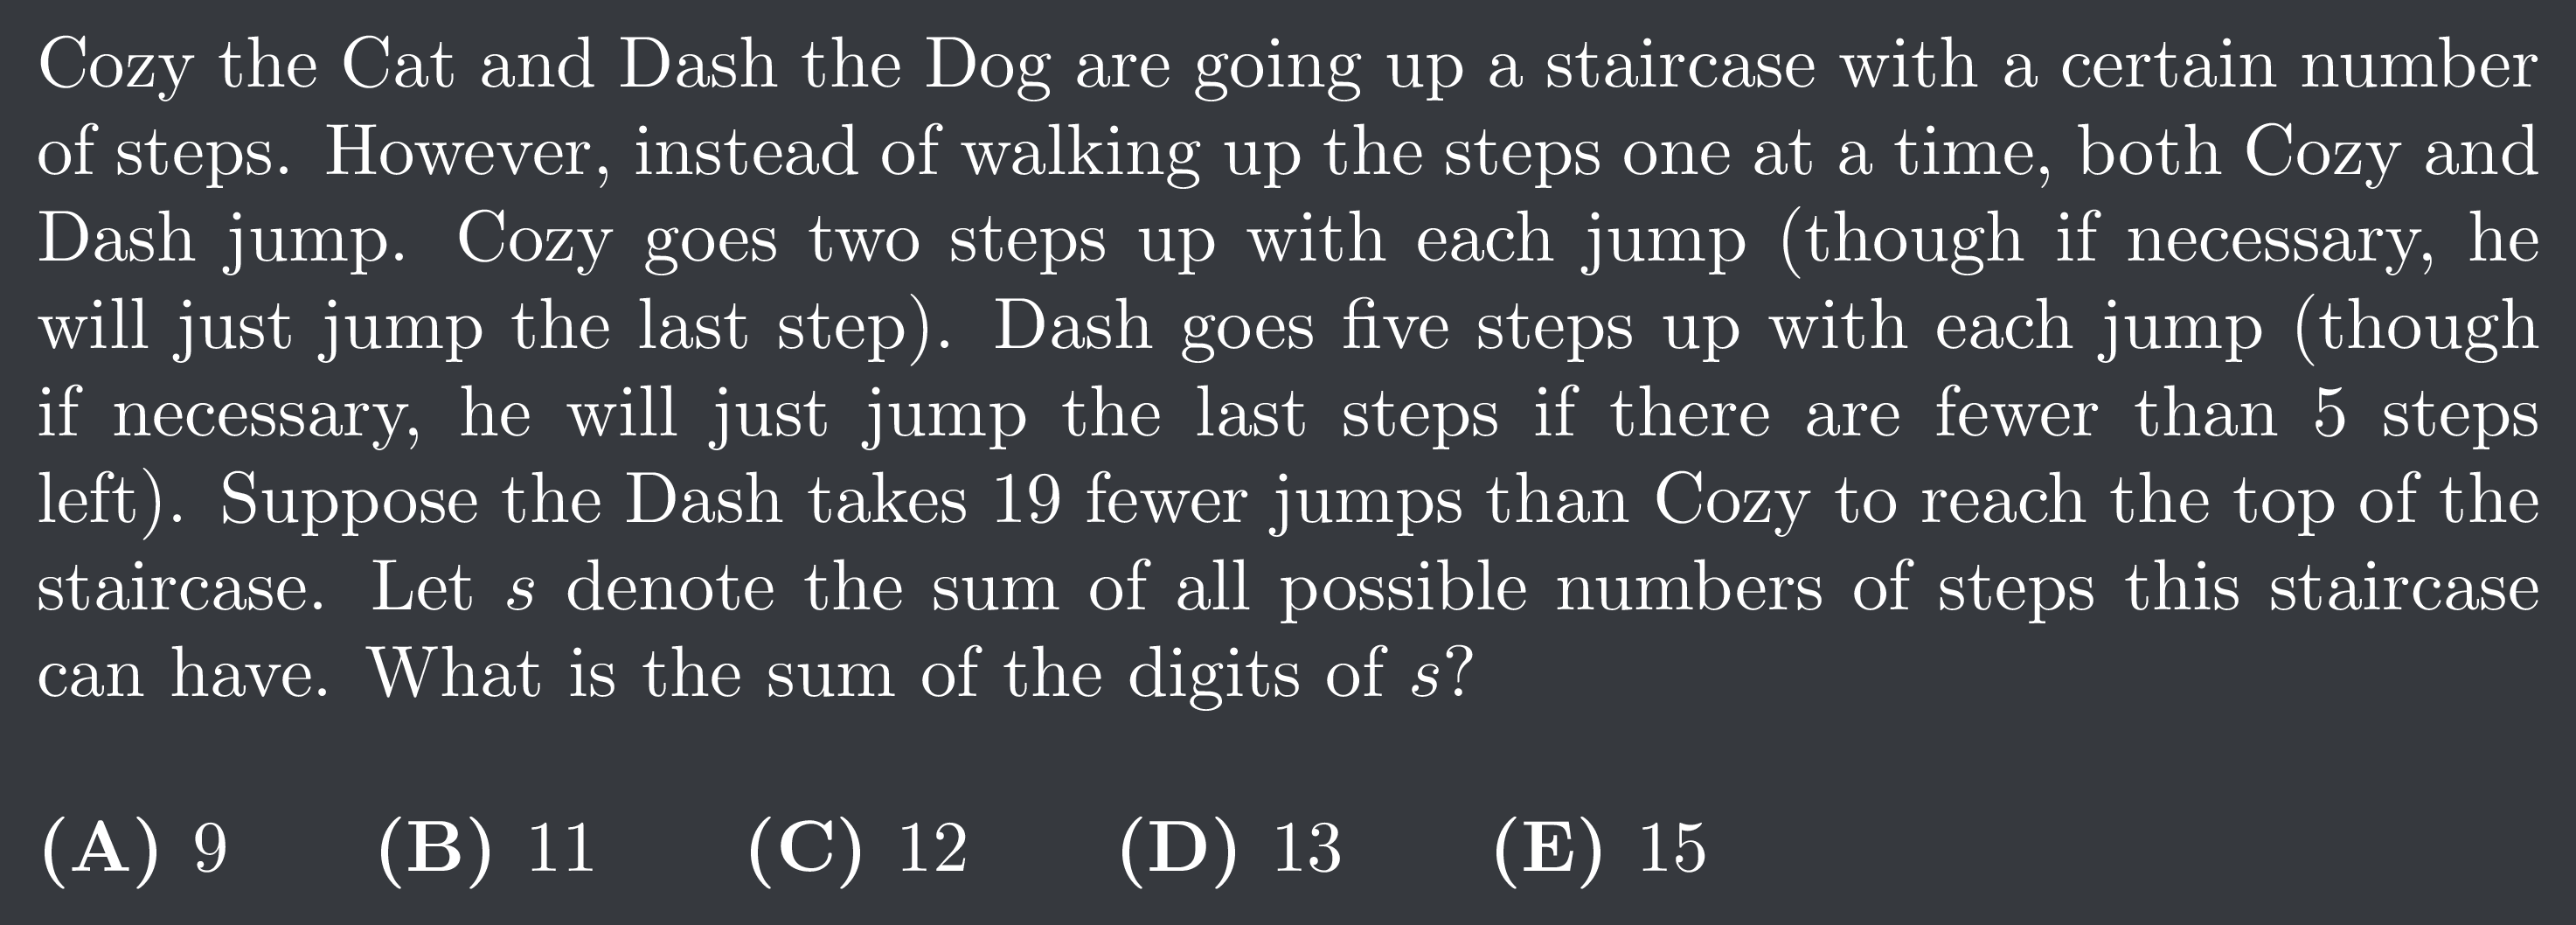 Cozy the Cat and Dash the Dog are going up a staircase with a certain number
of steps. However, instead of walking up the steps one at a time, both Cozy and
Dash jump. Cozy goes two steps up with each jump (though if necessary, he
will just jump the last step). Dash goes five steps up with each jump (though
if necessary, he will just jump the last steps if there are fewer than 5 steps
left). Suppose the Dash takes 19 fewer jumps than Cozy to reach the top of the
staircase. Let s denote the sum of all possible numbers of steps this staircase
can have. What is the sum of the digits of s?
(A) 9 (B) 11 (C) 12 (D) 13 (E) 15